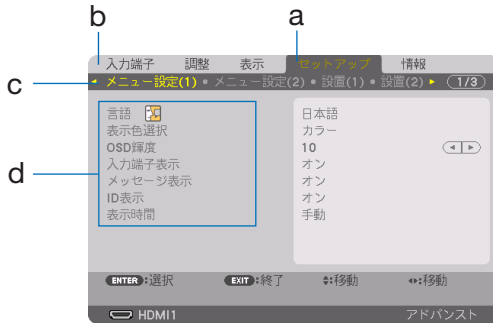 b
a
入力端子 調整 表示 セットアップ 情報
c
メニュー設定(1) • メニュー設定(2) • 設置(1) • 設置(2) 1/3
言語 日本語
表示色選択 カラー
OSD輝度 10
入力端子表示 オン
d
メッセージ表示 オン
ID表示 オン
表示時間 手動
ENTER:選択 EXIT:終了 :移動 :移動
HDMI1 アドバンスト